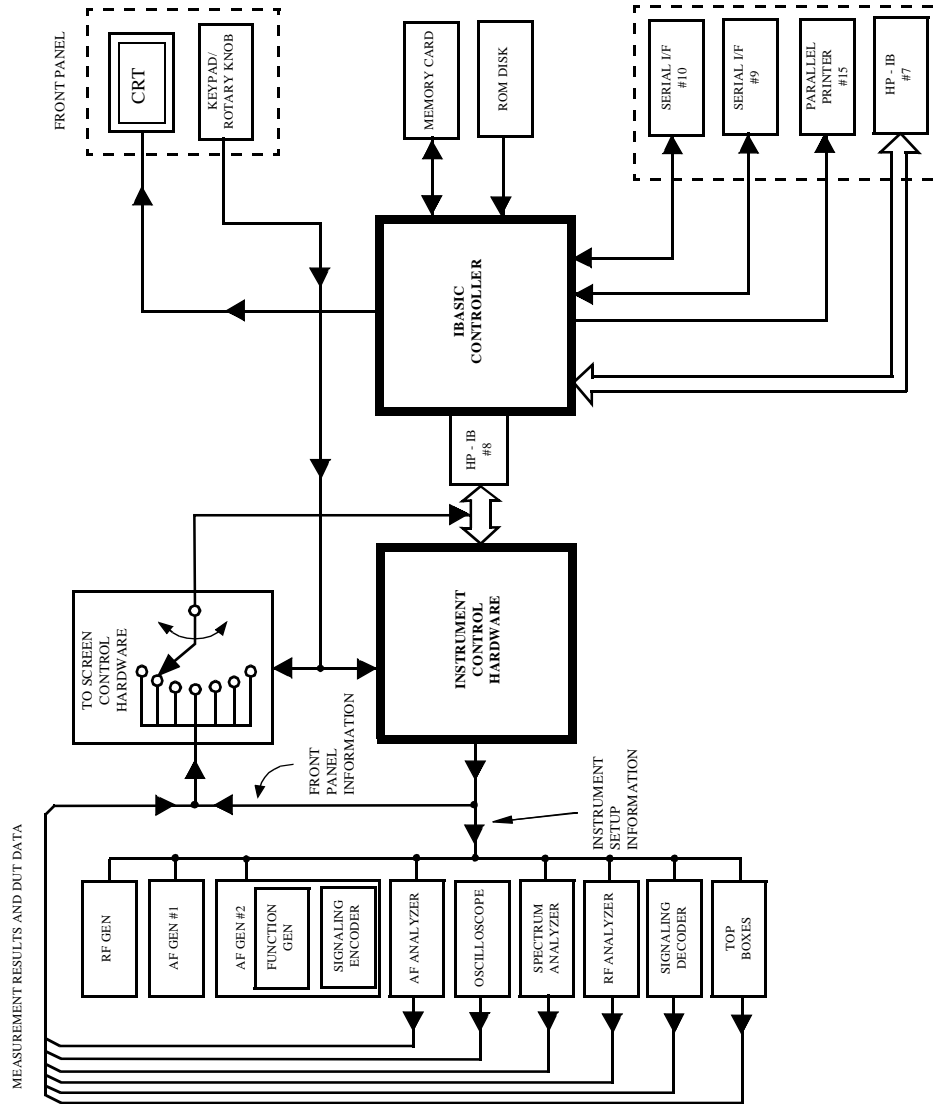 FRONT PANEL
CRT
KEYPAD/
ROTARY KNOB
MEMORY CARD
ROM DISK
SERIAL I/F
#10
SERIAL I/F
#9
PARALLEL
PRINTER
#15
HP - IB
#7
IBASIC
CONTROLLER
HP - IB
#8
TO SCREEN
CONTROL
HARDWARE
INSTRUMENT
CONTROL
HARDWARE
FRONT
PANEL
INFORMATION
INSTRUMENT
SETUP
INFORMATION
MEASUREMENT RESULTS AND DUT DATA
RF GEN
AF GEN #1
AF GEN #2
FUNCTION
GEN
SIGNALING
ENCODER
AF ANALYZER
OSCILLOSCOPE
SPECTRUM
ANALYZER
RF ANALYZER
SIGNALING
DECODER
TOP
BOXES